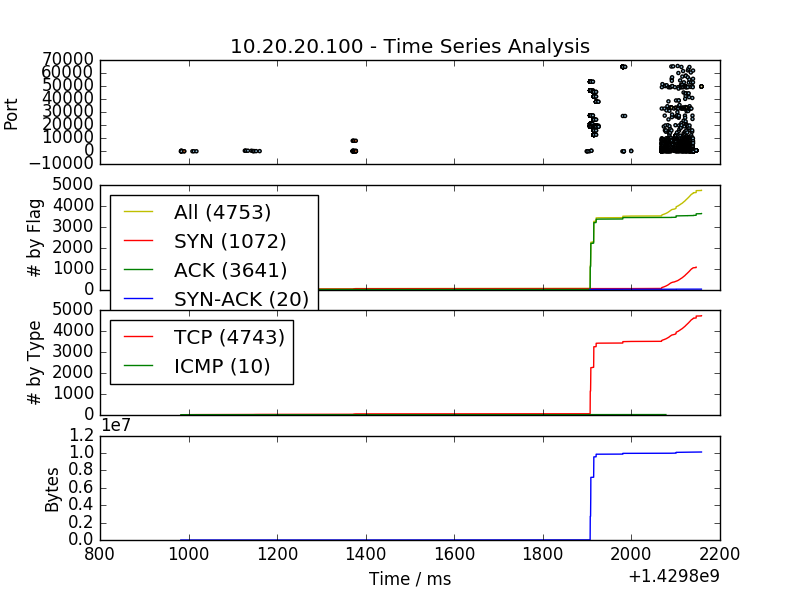 10.20.20.100 - Time Series Analysis
Port
70000
60000
50000
40000
30000
20000
10000
0
−10000
# by Flag
5000
4000
3000
2000
1000
0
All (4753)
SYN (1072)
ACK (3641)
SYN-ACK (20)
# by Type
5000
4000
3000
2000
1000
0
TCP (4743)
ICMP (10)
1e7
Bytes
1.2
1.0
0.8
0.6
0.4
0.2
0.0
800 1000 1200 1400 1600 1800 2000 2200
Time / ms
+1.4298e9